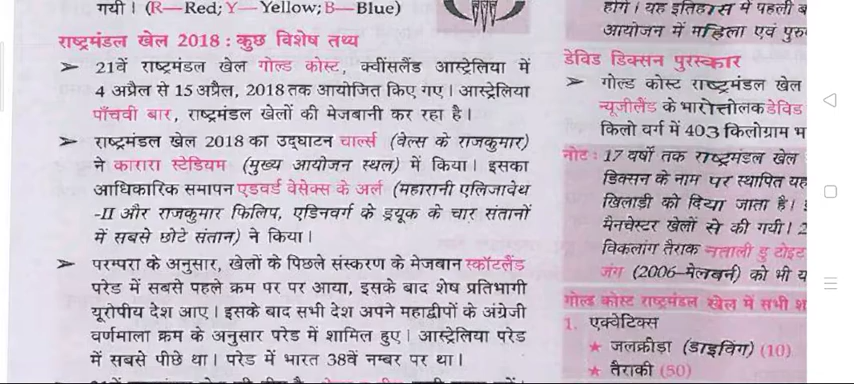 गयी। (R—Red; Y—Yellow; B—Blue)
राष्ट्रमंडल खेल 2018 : कुछ विशेष तथ्य
➤ 21वें राष्ट्रमंडल खेल गोल्ड कोस्ट, क्वींसलैंड आस्ट्रेलिया में
4 अप्रैल से 15 अप्रैल, 2018 तक आयोजित किए गए। आस्ट्रेलिया
पाँचवी बार, राष्ट्रमंडल खेलों की मेजबानी कर रहा है।
➤ राष्ट्रमंडल खेल 2018 का उद्घाटन चार्ल्स (वेल्स के राजकुमार)
ने कारारा स्टेडियम (मुख्य आयोजन स्थल) में किया। इसका
आधिकारिक समापन एडवर्ड वेसेक्स के अर्ल (महारानी एलिजाबेथ
-II और राजकुमार फिलिप, एडिनवर्ग के ड्रयूक के चार संतानों
में सबसे छोटे संतान) ने किया।
➤ परम्परा के अनुसार, खेलों के पिछले संस्करण के मेजबान स्कॉटलैंड
परेड में सबसे पहले क्रम पर पर आया, इसके बाद शेष प्रतिभागी
यूरोपीय देश आए। इसके बाद सभी देश अपने महाद्वीपों के अंग्रेजी
वर्णमाला क्रम के अनुसार परेड में शामिल हुए। आस्ट्रेलिया परेड
में सबसे पीछे था। परेड में भारत 38वें नम्बर पर था।
होंगे। यह इतिहास में पहली ब
आयोजन में महिला एवं पुरु
डेविड डिक्सन पुरस्कार
➤ गोल्ड कोस्ट राष्ट्रमंडल खेल
न्यूजीलैंड के भारोत्तोलक डेविड
किलो वर्ग में 403 किलोग्राम भ
नोट : 17 वर्षों तक राष्ट्रमंडल खेल
डिक्सन के नाम पर स्थापित यह
खिलाड़ी को दिया जाता है।
मैनचेस्टर खेलों से की गयी। 2
विकलांग तैराक नताली डु टोइट
जंग (2006—मेलबर्न) को भी य
गोल्ड कोस्ट राष्ट्रमंडल खेल में सभी श
1. एक्वेटिक्स
★ जलक्रीड़ा (डाइविंग) (10)
★ तैराकी (50)